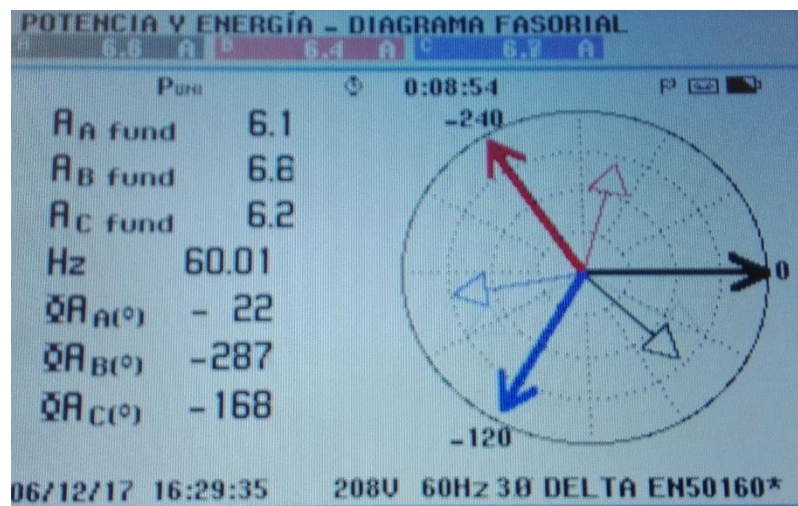 POTENCIA Y ENERGÍA - DIAGRAMA FASORIAL
A 6.6 A B 6.4 A C 6.7 A
PUNI 0:08:54 P
A A fund 6.1
A B fund
A C fund 6.2
Hz 60.01
ΦA A(°) - 22
ΦA B(°) -287
ΦA C(°) -168
-240
0
-120
06/12/17 16:29:35 208V 60Hz 3Ø DELTA EN50160*